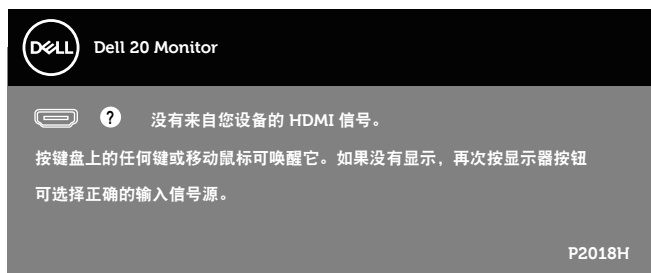 DELL
Dell 20 Monitor
? 没有来自您设备的 HDMI 信号。
按键盘上的任何键或移动鼠标可唤醒它。如果没有显示，再次按显示器按钮
可选择正确的输入信号源。
P2018H